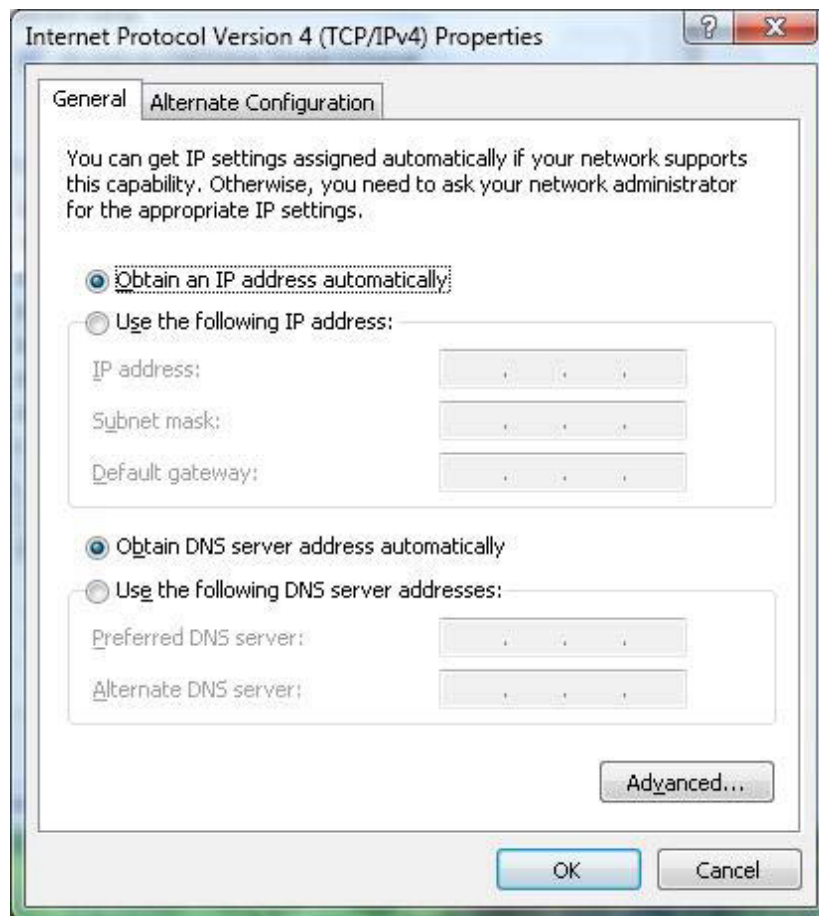 Internet Protocol Version 4 (TCP/IPv4) Properties
General
Alternate Configuration
You can get IP settings assigned automatically if your network supports
this capability. Otherwise, you need to ask your network administrator
for the appropriate IP settings.
Obtain an IP address automatically
Use the following IP address:
IP address:
Subnet mask:
Default gateway:
Obtain DNS server address automatically
Use the following DNS server addresses:
Preferred DNS server:
Alternate DNS server:
Advanced...
OK
Cancel